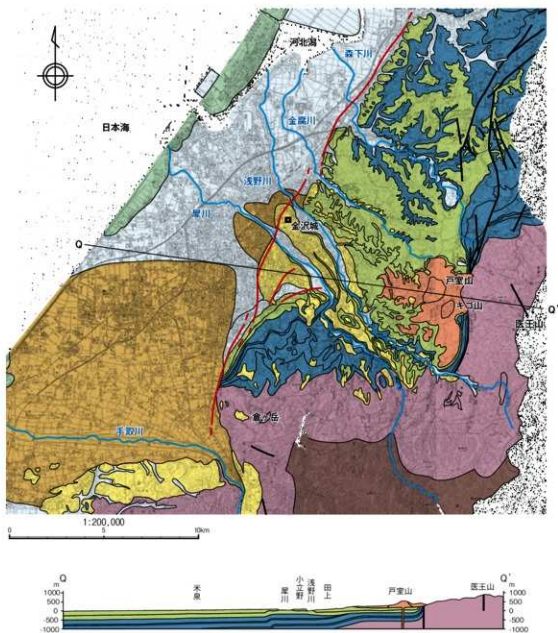 河北潟
森下川
日本海
金腐川
浅野川
犀川
金沢城
Q
戸室山
キゴ山
Q'
医王山
倉ヶ岳
手取川
1:200,000
0 5 10km
Q Q'
m m
米泉 犀川 小立野 浅野川 田上 戸室山 医王山
1000 1000
500 500
0 0
-500 -500
-1000 -1000